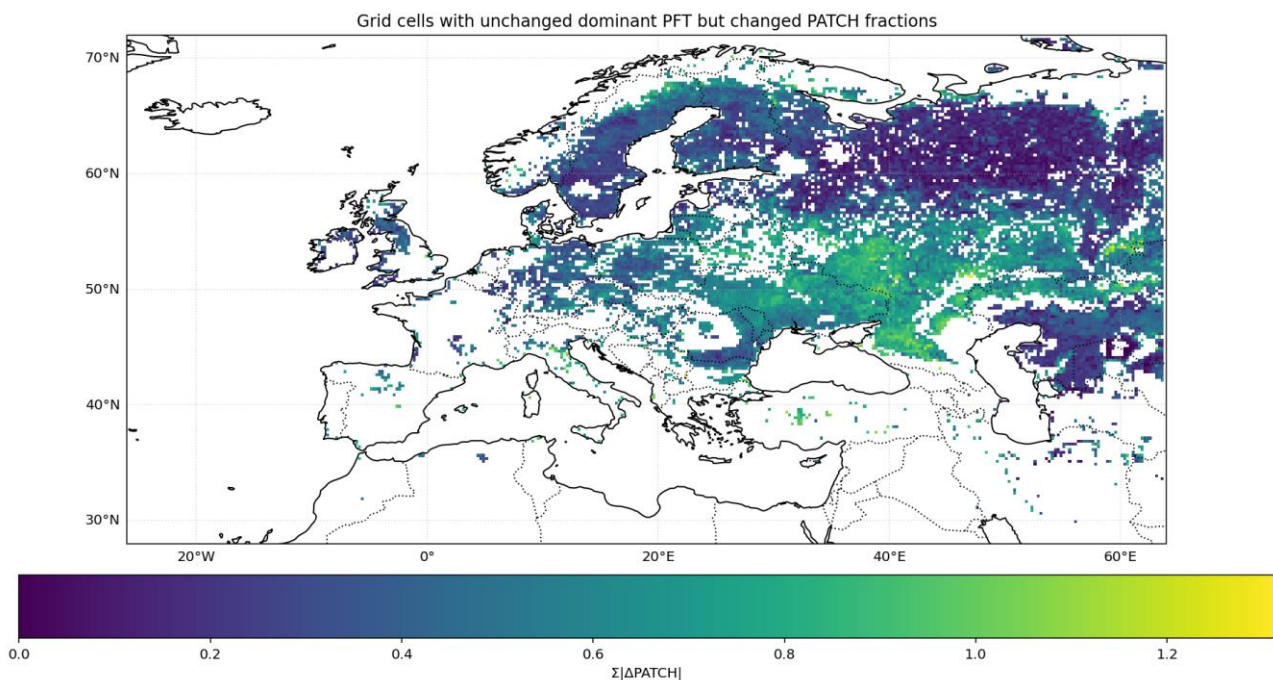 Grid cells with unchanged dominant PFT but changed PATCH fractions
70°N
60°N
50°N
40°N
30°N
20°W 0° 20°E 40°E 60°E
0.0 0.2 0.4 0.6 0.8 1.0 1.2
Σ|ΔPATCH|